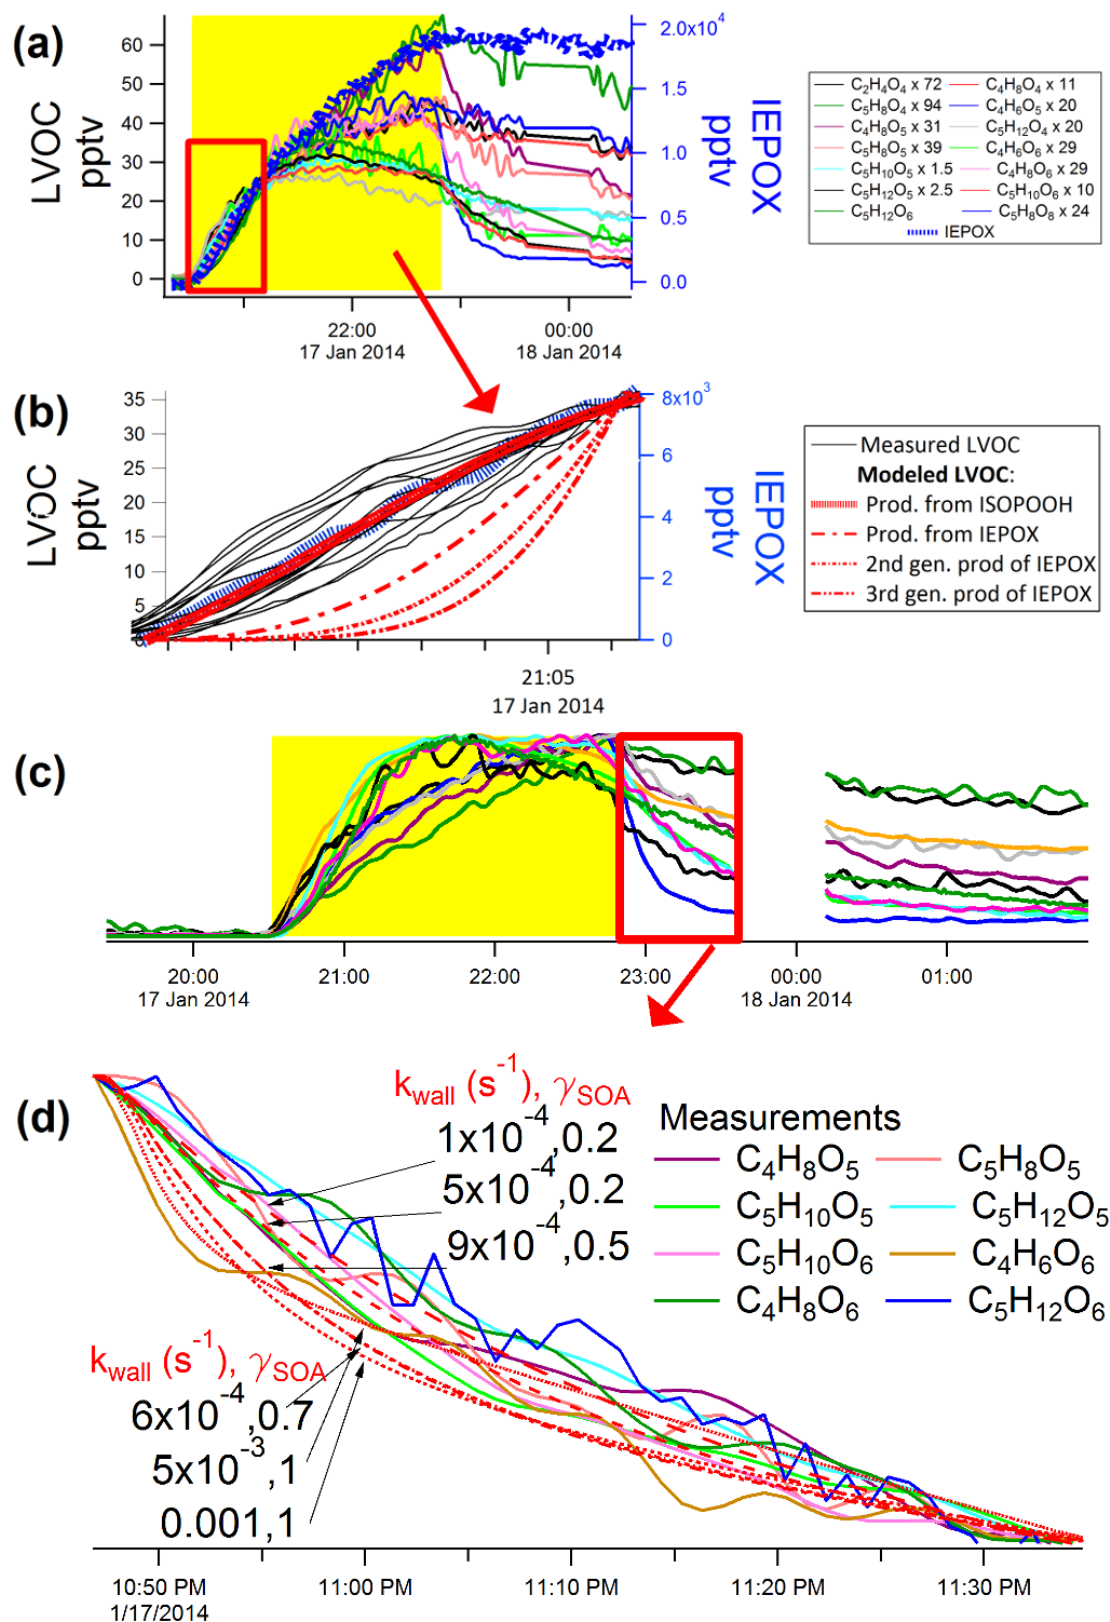 (a)
LVOC
pptv
60
50
40
30
20
10
0
2.0x10⁴
1.5
1.0
0.5
0.0
IEPOX
pptv
22:00
17 Jan 2014
00:00
18 Jan 2014
C₂H₄O₄ x 72
C₄H₈O₄ x 11
C₅H₈O₄ x 94
C₄H₆O₅ x 20
C₄H₈O₅ x 31
C₅H₁₂O₄ x 20
C₅H₈O₅ x 39
C₄H₆O₆ x 29
C₅H₁₀O₅ x 1.5
C₄H₈O₆ x 29
C₅H₁₂O₅ x 2.5
C₅H₁₀O₆ x 10
C₅H₁₂O₆
C₅H₈O₈ x 24
IEPOX
(b)
LVOC
pptv
35
30
25
20
15
10
5
0
8x10³
6
4
2
0
IEPOX
pptv
21:05
17 Jan 2014
Measured LVOC
Modeled LVOC:
Prod. from ISOPOOH
Prod. from IEPOX
2nd gen. prod of IEPOX
3rd gen. prod of IEPOX
(c)
20:00
17 Jan 2014
21:00
22:00
23:00
00:00
18 Jan 2014
01:00
(d)
k_wall (s⁻¹), γ_SOA
1x10⁻⁴,0.2
5x10⁻⁴,0.2
9x10⁻⁴,0.5
Measurements
C₄H₈O₅
C₅H₈O₅
C₅H₁₀O₅
C₅H₁₂O₅
C₅H₁₀O₆
C₄H₆O₆
C₄H₈O₆
C₅H₁₂O₆
k_wall (s⁻¹), γ_SOA
6x10⁻⁴,0.7
5x10⁻³,1
0.001,1
10:50 PM
1/17/2014
11:00 PM
11:10 PM
11:20 PM
11:30 PM